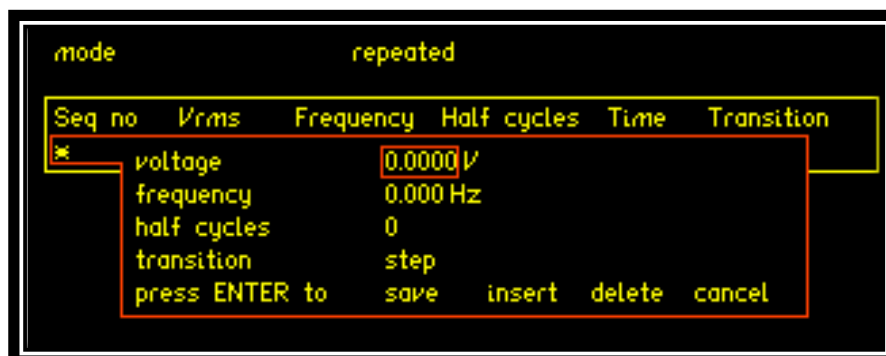 mode repeated
Seq no Vrms Frequency Half cycles Time Transition
*
voltage 0.0000 V
frequency 0.000 Hz
half cycles 0
transition step
press ENTER to save insert delete cancel